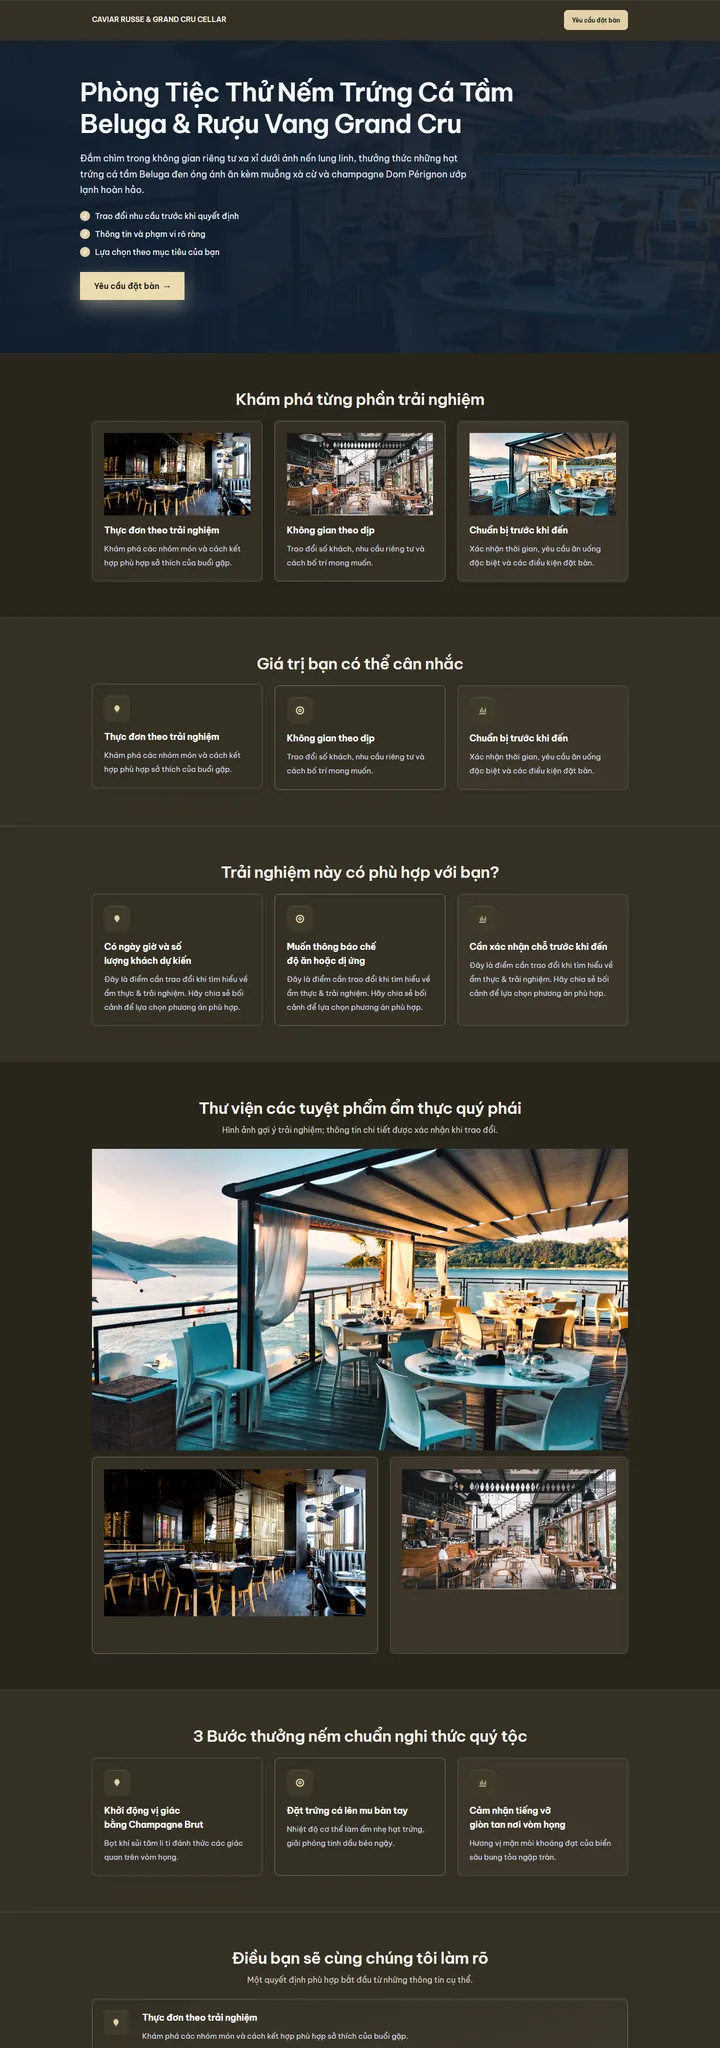 CAVIAR RUSSE & GRAND CRU CELLAR
Yêu cầu đặt bàn
Phòng Tiệc Thử Nếm Trứng Cá Tầm
Beluga & Rượu Vang Grand Cru
Đắm chìm trong không gian riêng tư xa xỉ dưới ánh nến lung linh, thưởng thức những hạt
trứng cá tầm Beluga đen óng ánh ăn kèm muỗng xà cừ và champagne Dom Pérignon ướp
lạnh hoàn hảo.
Trao đổi nhu cầu trước khi quyết định
Thông tin và phạm vi rõ ràng
Lựa chọn theo mục tiêu của bạn
Yêu cầu đặt bàn →
Khám phá từng phần trải nghiệm
Thực đơn theo trải nghiệm
Khám phá các nhóm món và cách kết
hợp phù hợp sở thích của buổi gặp.
Không gian theo dịp
Trao đổi số khách, nhu cầu riêng tư và
cách bố trí mong muốn.
Chuẩn bị trước khi đến
Xác nhận thời gian, yêu cầu ăn uống
đặc biệt và các điều kiện đặt bàn.
Giá trị bạn có thể cân nhắc
Thực đơn theo trải nghiệm
Khám phá các nhóm món và cách kết
hợp phù hợp sở thích của buổi gặp.
Không gian theo dịp
Trao đổi số khách, nhu cầu riêng tư và
cách bố trí mong muốn.
Chuẩn bị trước khi đến
Xác nhận thời gian, yêu cầu ăn uống
đặc biệt và các điều kiện đặt bàn.
Trải nghiệm này có phù hợp với bạn?
Có ngày giờ và số
lượng khách dự kiến
Đây là điểm cần trao đổi khi tìm hiểu về
ẩm thực & trải nghiệm. Hãy chia sẻ bối
cảnh để lựa chọn phương án phù hợp.
Muốn thông báo chế
độ ăn hoặc dị ứng
Đây là điểm cần trao đổi khi tìm hiểu về
ẩm thực & trải nghiệm. Hãy chia sẻ bối
cảnh để lựa chọn phương án phù hợp.
Cần xác nhận chỗ trước khi đến
Đây là điểm cần trao đổi khi tìm hiểu về
ẩm thực & trải nghiệm. Hãy chia sẻ bối
cảnh để lựa chọn phương án phù hợp.
Thư viện các tuyệt phẩm ẩm thực quý phái
Hình ảnh gợi ý trải nghiệm; thông tin chi tiết được xác nhận khi trao đổi.
3 Bước thưởng nếm chuẩn nghi thức quý tộc
Khởi động vị giác
bằng Champagne Brut
Bọt khí sủi tăm li ti đánh thức các giác
quan trên vòm họng.
Đặt trứng cá lên mu bàn tay
Nhiệt độ cơ thể làm ấm nhẹ hạt trứng,
giải phóng tinh dầu béo ngậy.
Cảm nhận tiếng vỡ
giòn tan nơi vòm họng
Hương vị mặn mòi khoáng đạt của biển
sâu bung tỏa ngập tràn.
Điều bạn sẽ cùng chúng tôi làm rõ
Một quyết định phù hợp bắt đầu từ những thông tin cụ thể.
Thực đơn theo trải nghiệm
Khám phá các nhóm món và cách kết hợp phù hợp sở thích của buổi gặp.